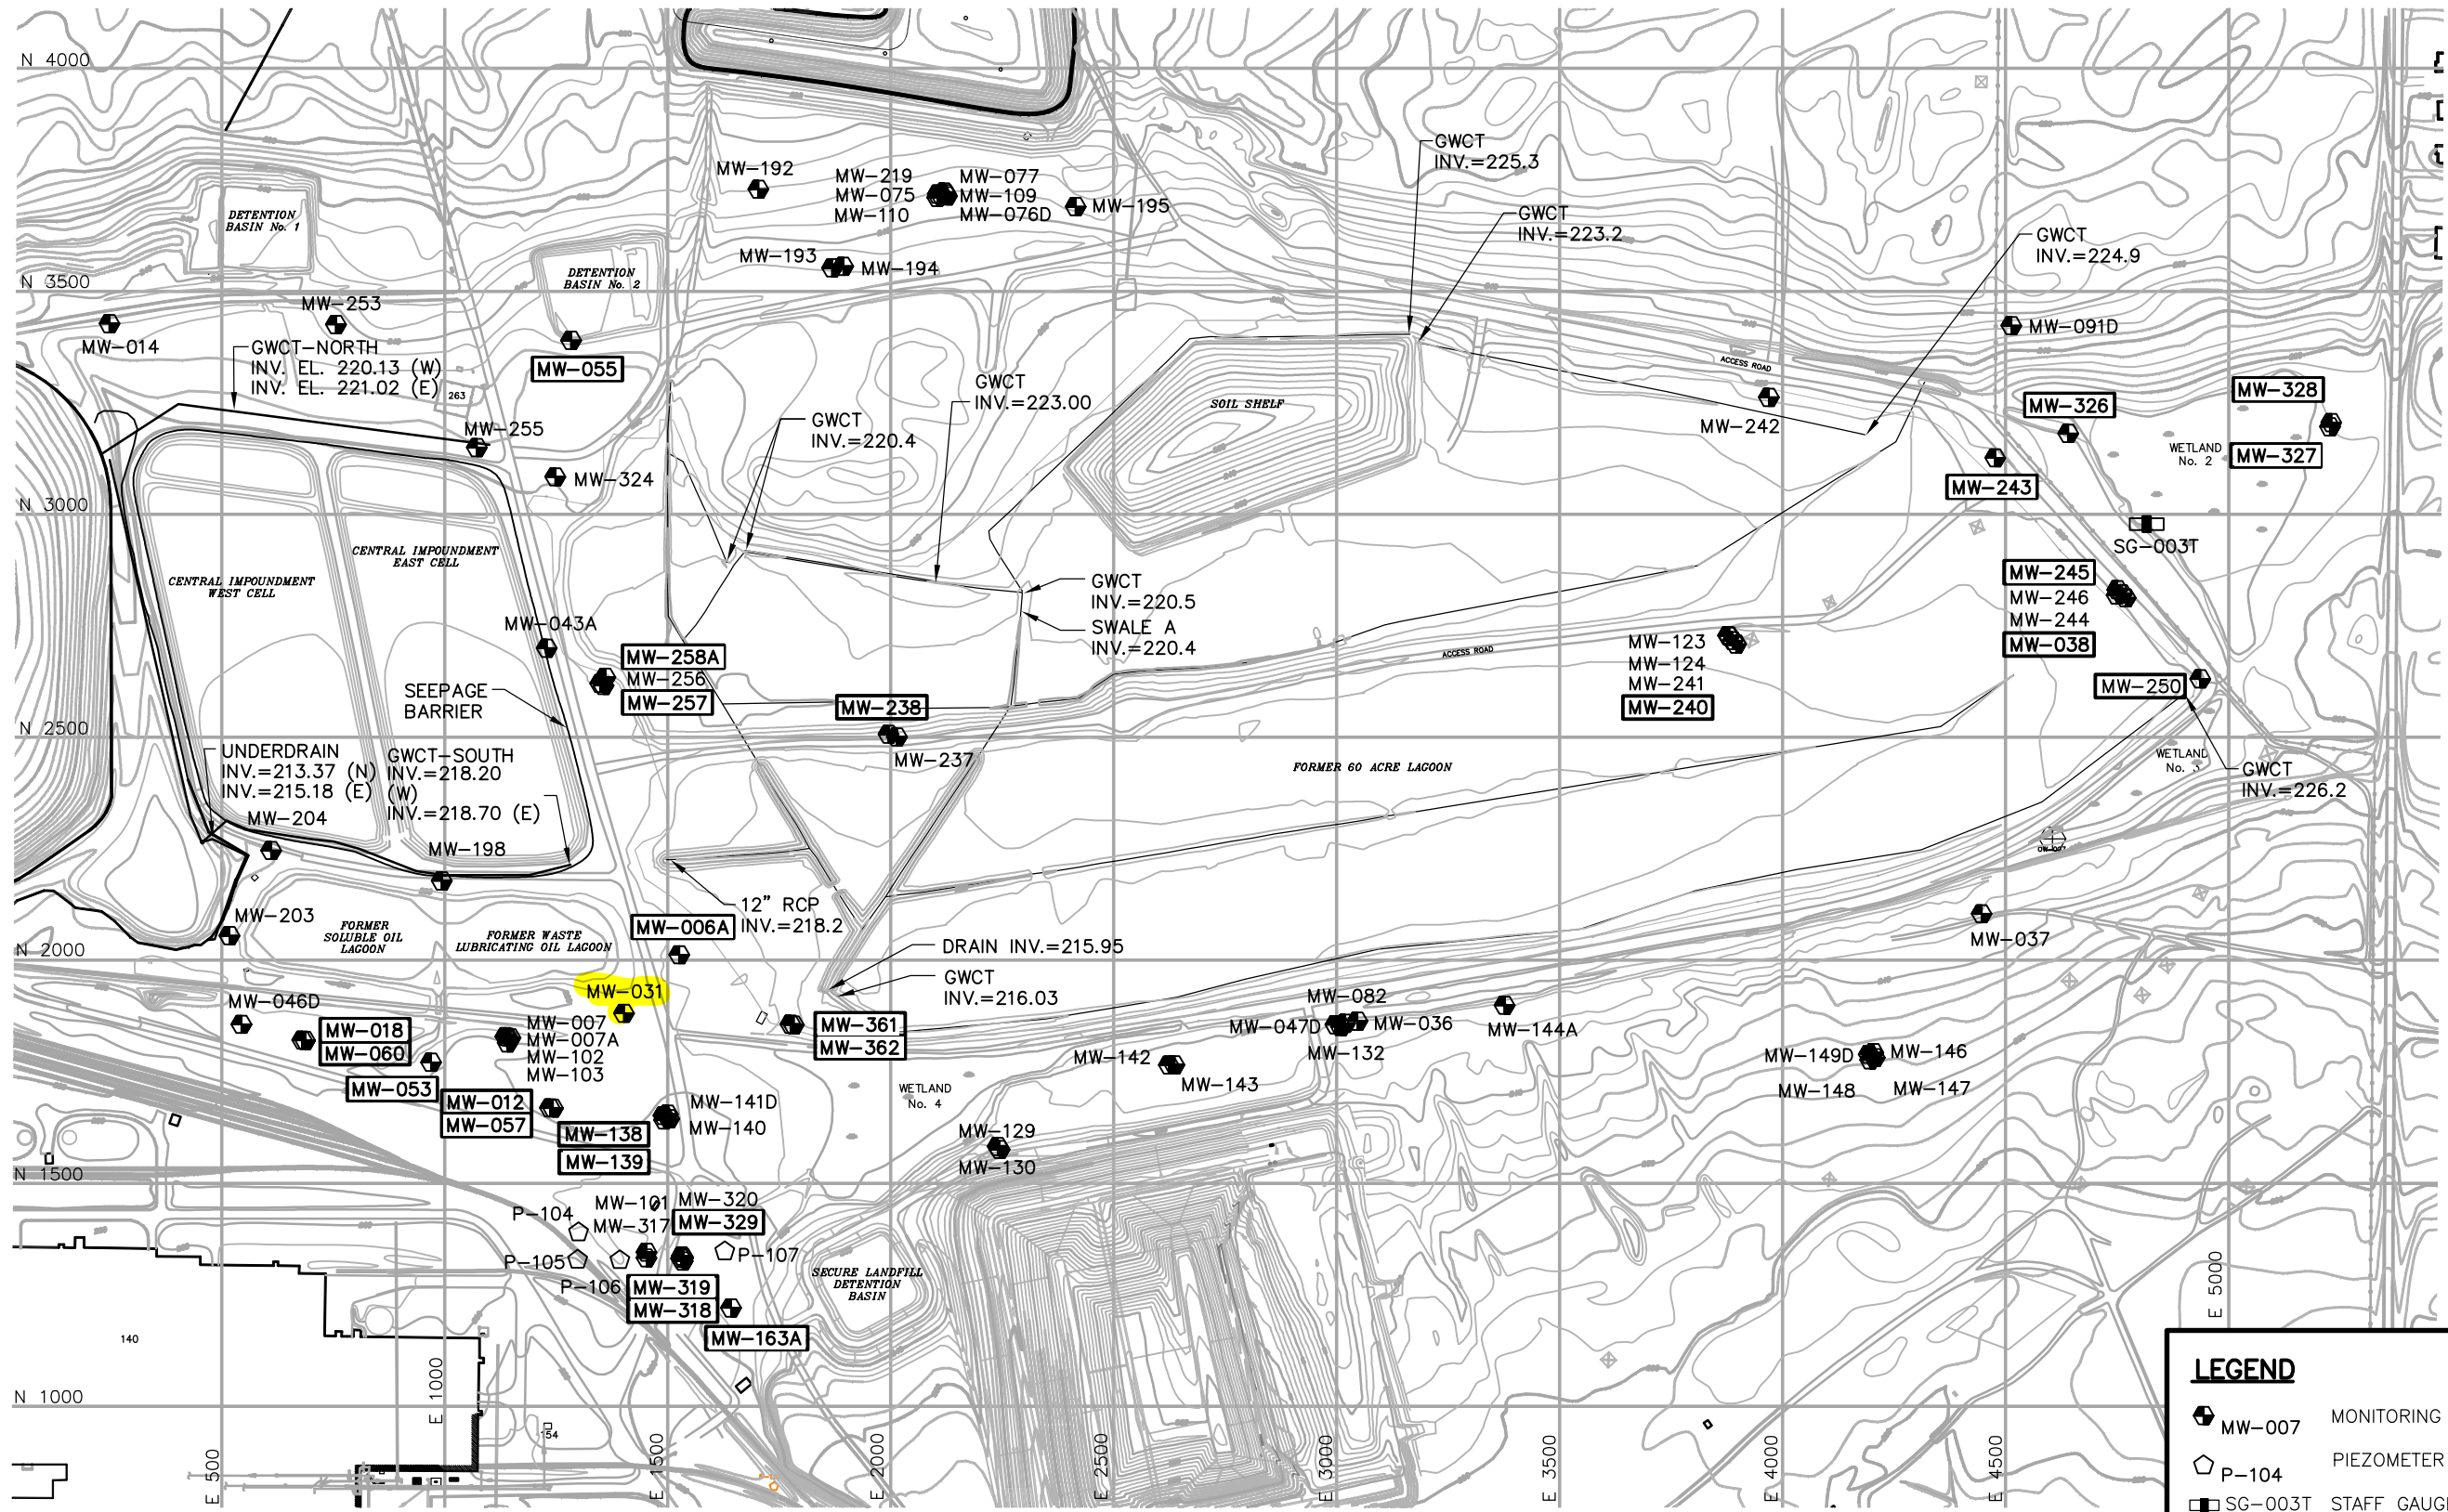 N 4000
GWCT
INV.=225.3
MW-192
MW-219
MW-075
MW-110
MW-077
MW-109
MW-076D
MW-195
DETENTION
BASIN No. 1
GWCT
INV.=223.2
GWCT
INV.=224.9
MW-193
MW-194
DETENTION
BASIN No. 2
N 3500
MW-253
MW-014
GWCT-NORTH
INV. EL. 220.13 (W)
INV. EL. 221.02 (E)
263
MW-055
MW-091D
ACCESS ROAD
GWCT
INV.=223.00
SOIL SHELF
MW-328
MW-326
GWCT
INV.=220.4
MW-242
MW-255
WETLAND
No. 2
MW-327
MW-324
MW-243
N 3000
SG-003T
CENTRAL IMPOUNDMENT
EAST CELL
CENTRAL IMPOUNDMENT
WEST CELL
GWCT
INV.=220.5
SWALE A
INV.=220.4
MW-245
MW-246
MW-244
MW-038
MW-043A
MW-258A
MW-256
MW-257
MW-123
MW-124
MW-241
MW-240
ACCESS ROAD
SEEPAGE
BARRIER
MW-250
MW-238
N 2500
MW-237
UNDERDRAIN
INV.=213.37 (N)
INV.=215.18 (E)
GWCT-SOUTH
INV.=218.20
(W)
INV.=218.70 (E)
FORMER 60 ACRE LAGOON
WETLAND
No. 3
GWCT
INV.=226.2
MW-204
MW-198
12" RCP
INV.=218.2
MW-203
MW-006A
FORMER
SOLUBLE OIL
LAGOON
FORMER WASTE
LUBRICATING OIL LAGOON
DRAIN INV.=215.95
GWCT
INV.=216.03
MW-037
N 2000
MW-031
MW-046D
MW-018
MW-060
MW-007
MW-007A
MW-102
MW-103
MW-361
MW-362
MW-082
MW-047D
MW-036
MW-132
MW-144A
MW-053
MW-142
MW-143
MW-149D
MW-146
MW-148
MW-147
WETLAND
No. 4
MW-012
MW-057
MW-141D
MW-140
MW-138
MW-139
MW-129
MW-130
N 1500
MW-101
MW-320
P-104
MW-317
MW-329
P-105
P-107
P-106
MW-319
MW-318
MW-163A
SECURE LANDFILL
DETENTION
BASIN
140
N 1000
154
E 500
E 1000
E 1500
E 2000
E 2500
E 3000
E 3500
E 4000
E 4500
E 5000
LEGEND
MW-007 MONITORING
P-104 PIEZOMETER
SG-003T STAFF GAUG